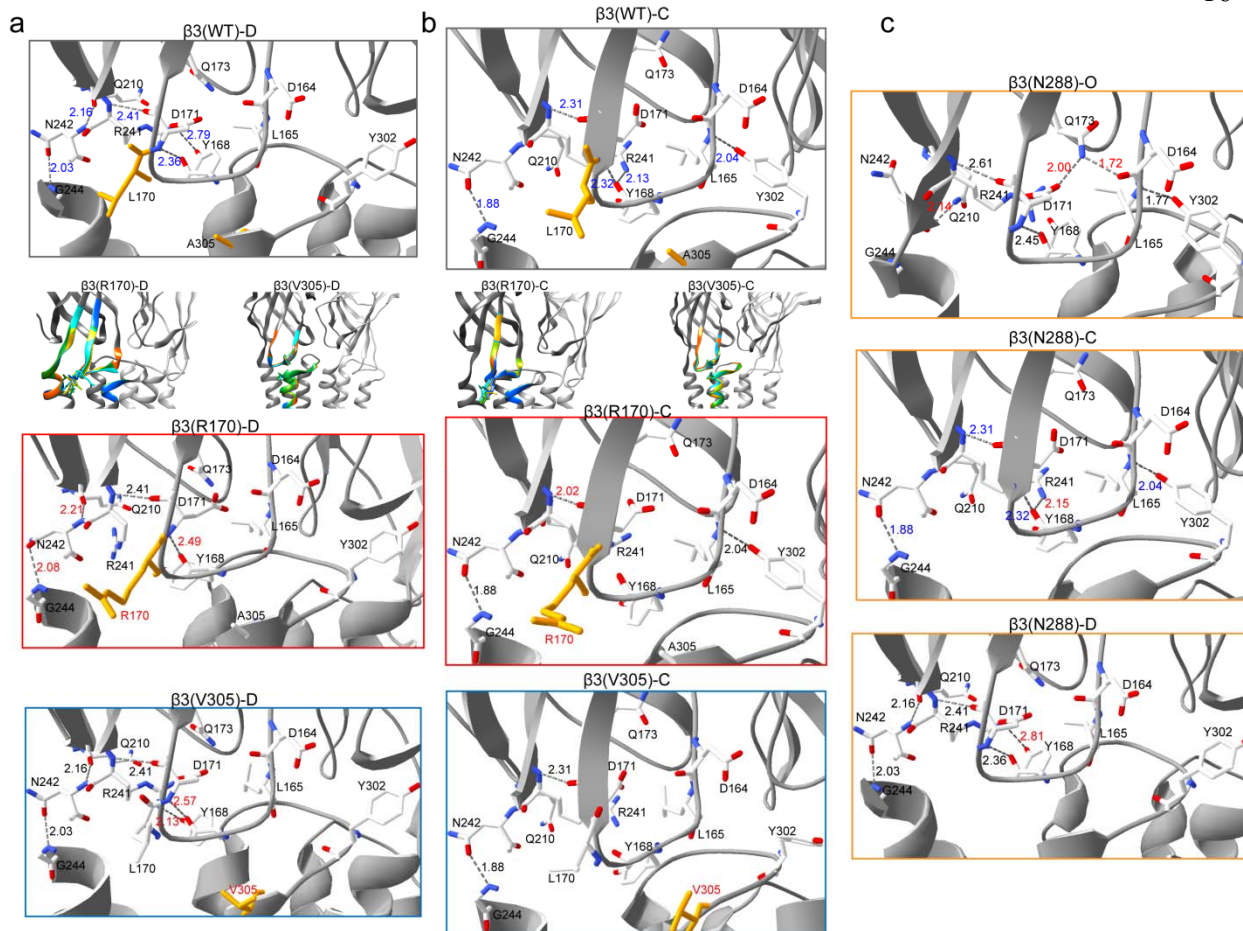 a
β3(WT)-D
Q210
Q173
D164
2.16
2.41
D171
N242
R241
2.79
L165
Y302
Y168
2.36
2.03
G244
L170
A305
β3(R170)-D
β3(V305)-D
β3(R170)-D
Q173
D164
2.41
D171
Q210
2.21
L165
N242
2.49
Y302
R241
Y168
2.08
G244
R170
A305
β3(V305)-D
Q210
Q173
D164
2.16
2.41
D171
N242
L165
R241
2.57
Y302
Y168
2.13
2.03
G244
L170
V305
b
β3(WT)-C
Q173
D164
2.31
D171
N242
R241
2.04
Q210
2.13
L165
2.32
Y168
Y302
1.88
L170
G244
A305
β3(R170)-C
β3(V305)-C
β3(R170)-C
Q173
D164
2.02
D171
N242
Q210
R241
2.04
Y302
Y168
L165
1.88
G244
R170
A305
β3(V305)-C
Q173
D164
2.31
D171
R241
N242
Q210
L165
Y302
Y168
L170
1.88
G244
V305
c
β3(N288)-O
Q173
D164
N242
2.61
2.00
1.72
R241
D171
1.77
Y302
2.14
Q210
Y168
L165
2.45
G244
β3(N288)-C
Q173
D164
2.31
D171
N242
R241
2.04
Q210
2.15
L165
2.32
Y168
Y302
1.88
G244
β3(N288)-D
Q210
Q173
D164
2.16
2.41
D171
N242
R241
2.81
L165
Y302
Y168
2.36
2.03
G244